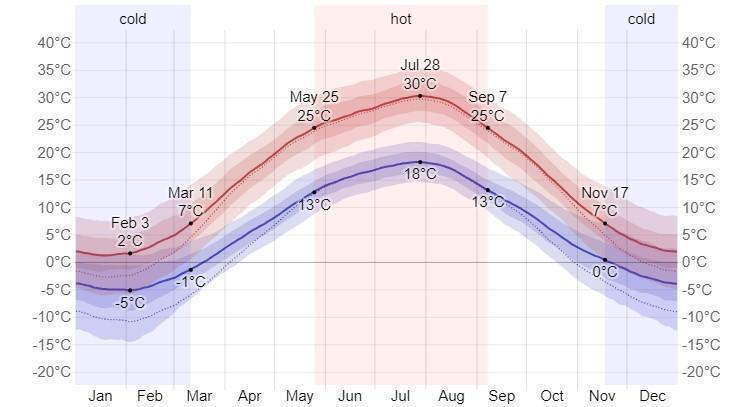 cold hot cold
40°C 40°C
35°C 35°C
Jul 28
30°C 30°C 30°C
May 25 Sep 7
25°C 25°C 25°C 25°C
20°C 20°C
18°C
15°C 15°C
Mar 11 Nov 17
13°C 13°C
10°C 10°C
7°C 7°C
Feb 3
5°C 5°C
2°C
0°C 0°C
-1°C 0°C
-5°C -5°C -5°C
-10°C -10°C
-15°C -15°C
-20°C -20°C
Jan Feb Mar Apr May Jun Jul Aug Sep Oct Nov Dec